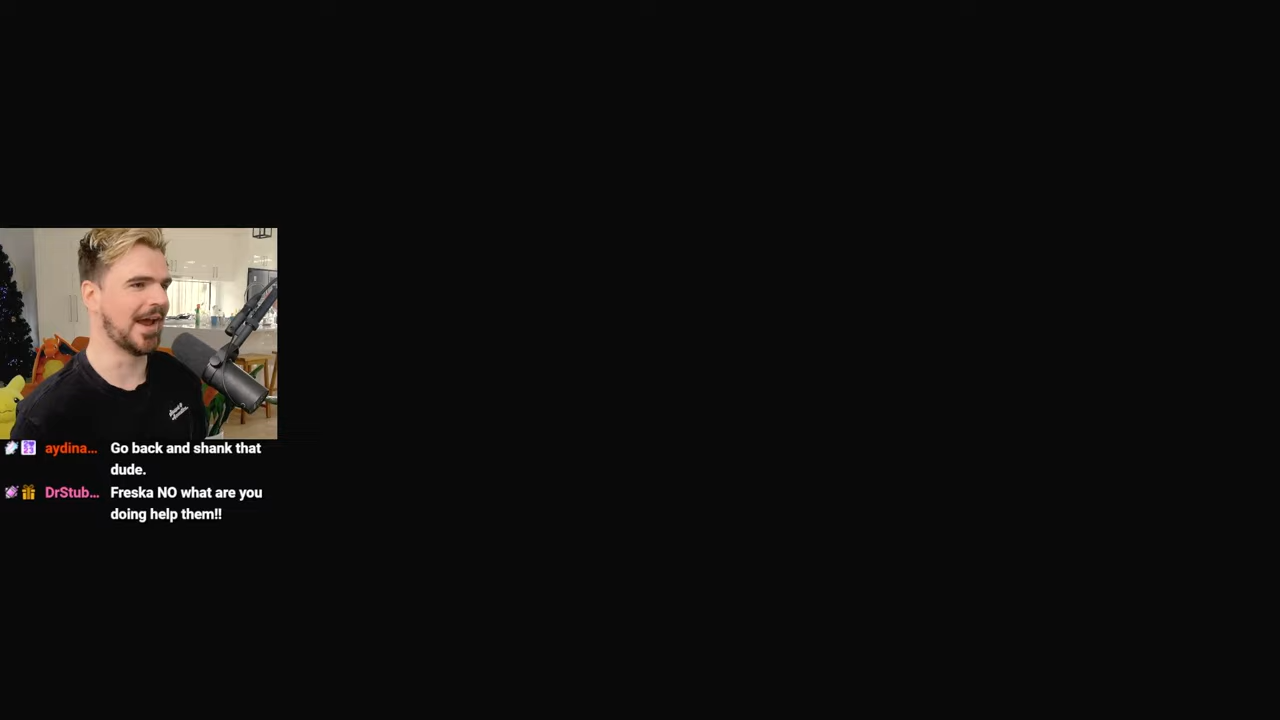 aydina... Go back and shank that
dude.
DrStub... Freska NO what are you
doing help them!!